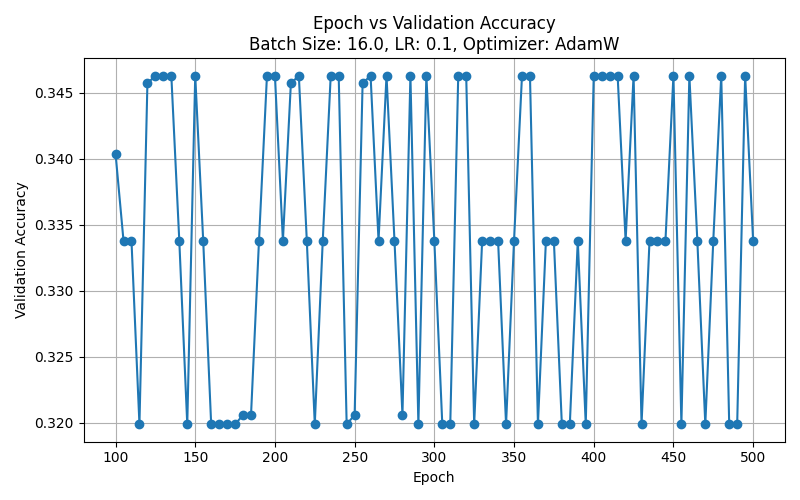 Epoch vs Validation Accuracy
Batch Size: 16.0, LR: 0.1, Optimizer: AdamW
Validation Accuracy
0.345
0.340
0.335
0.330
0.325
0.320
100 150 200 250 300 350 400 450 500
Epoch